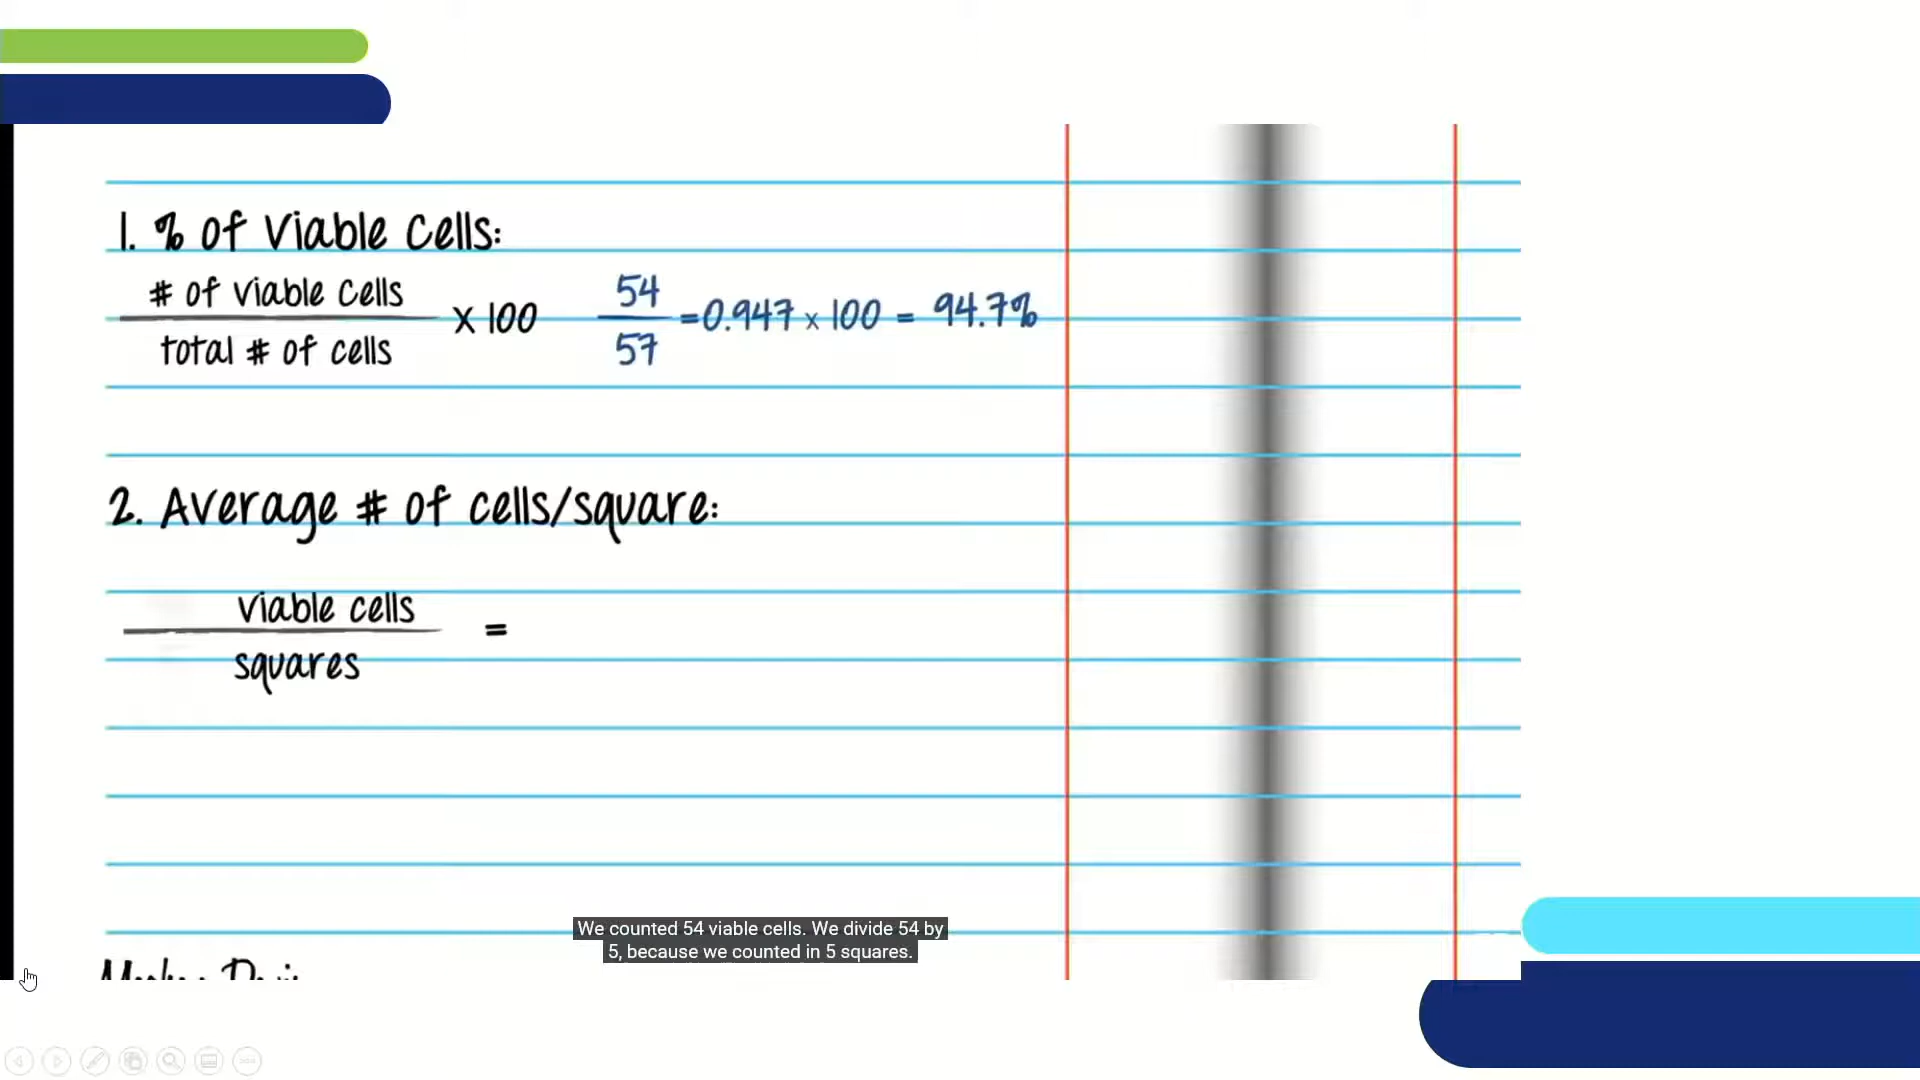 1. % of Viable Cells:
# of Viable Cells
total # of cells
x 100
54
57
=0.947 x 100 = 94.7%
2. Average # of cells/square:
viable cells
squares
=
We counted 54 viable cells. We divide 54 by
5, because we counted in 5 squares.